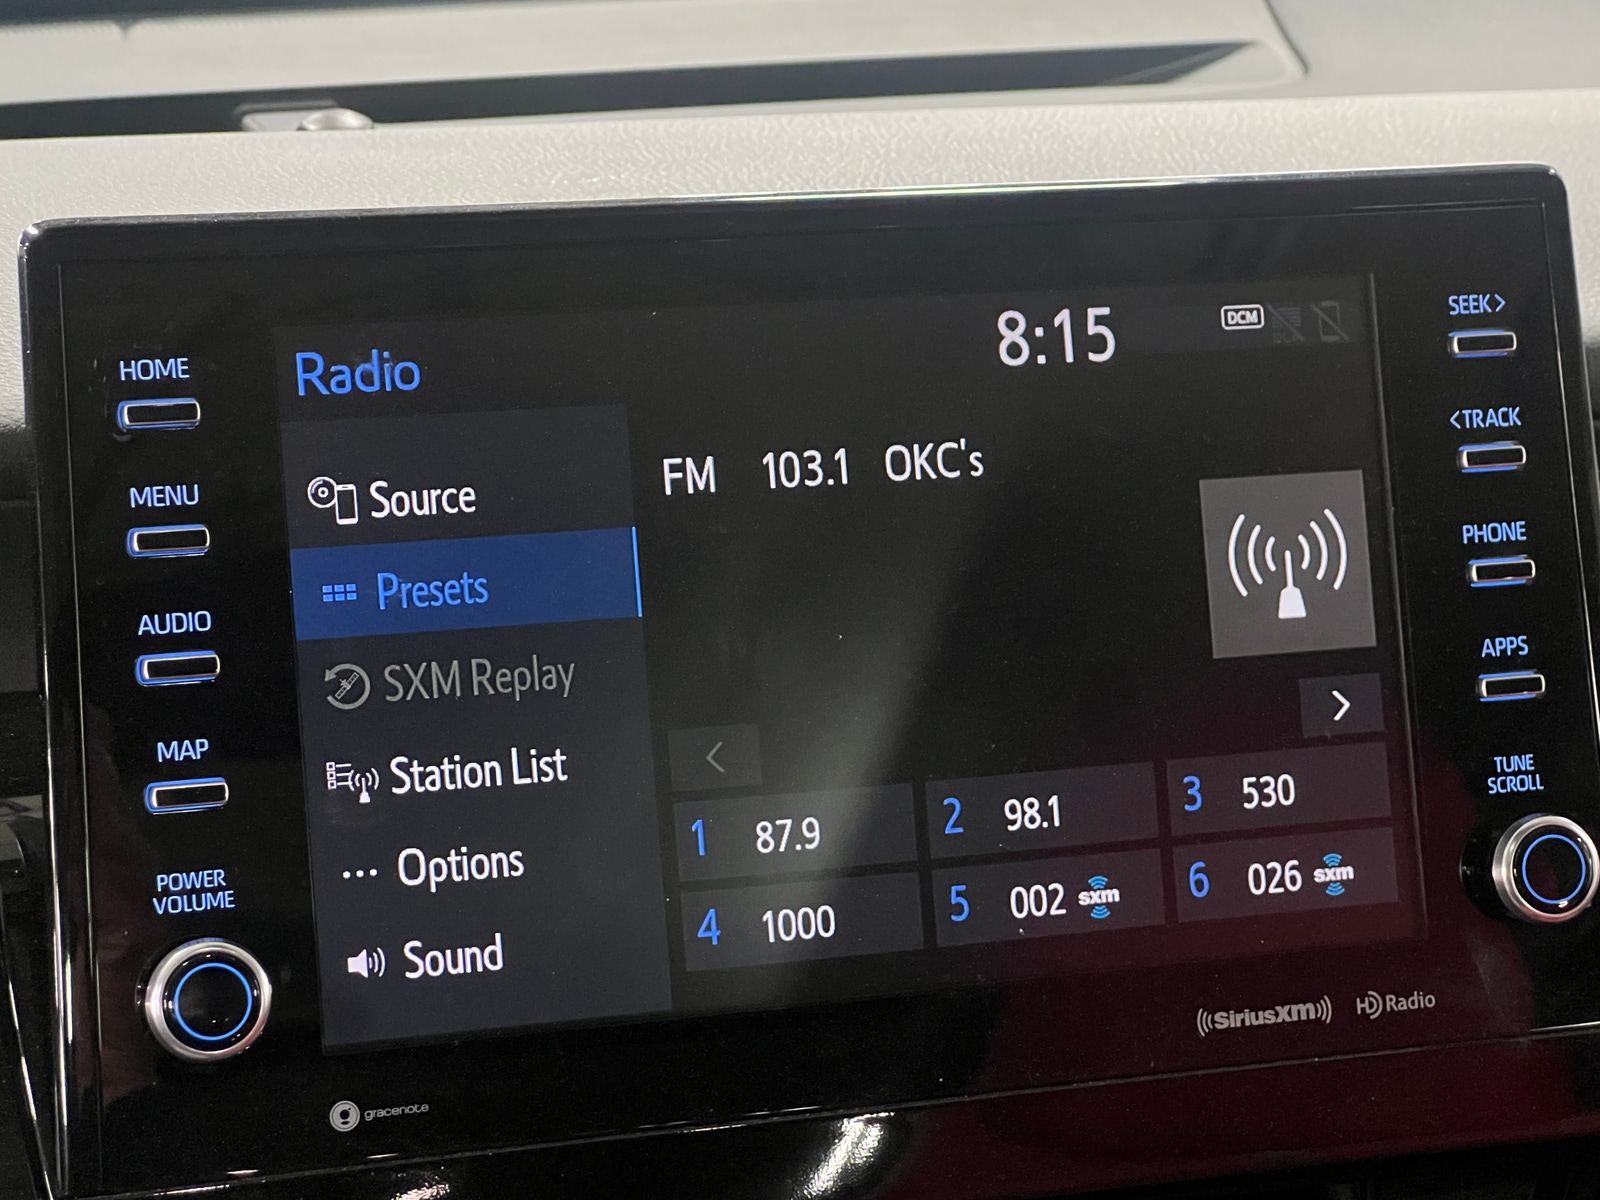 HOME
MENU
AUDIO
MAP
POWER
VOLUME
Radio
8:15
DCM
Source
Presets
SXM Replay
Station List
Options
Sound
FM 103.1 OKC's
<
>
1 87.9
2 98.1
3 530
4 1000
5 002 sxm
6 026 sxm
SEEK>
<TRACK
PHONE
APPS
TUNE
SCROLL
((SiriusXM))
HD Radio
gracenote